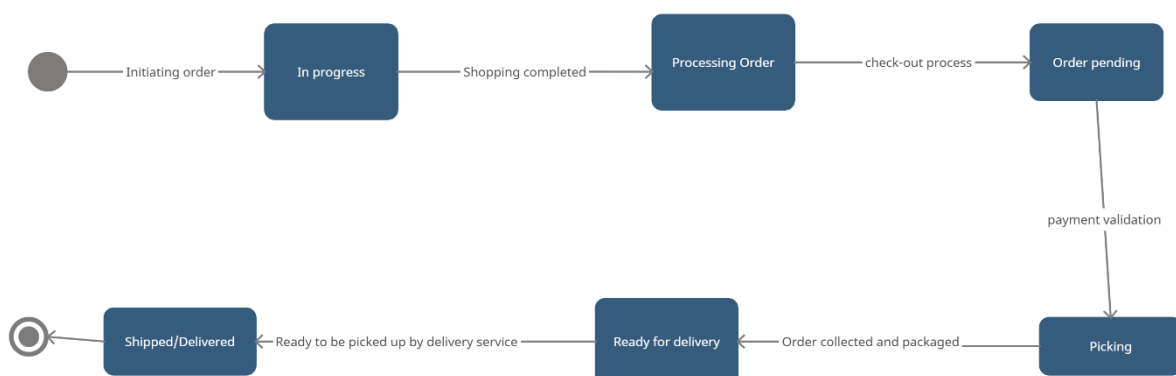 Initiating order
In progress
Shopping completed
Processing Order
check-out process
Order pending
payment validation
Picking
Order collected and packaged
Ready for delivery
Ready to be picked up by delivery service
Shipped/Delivered